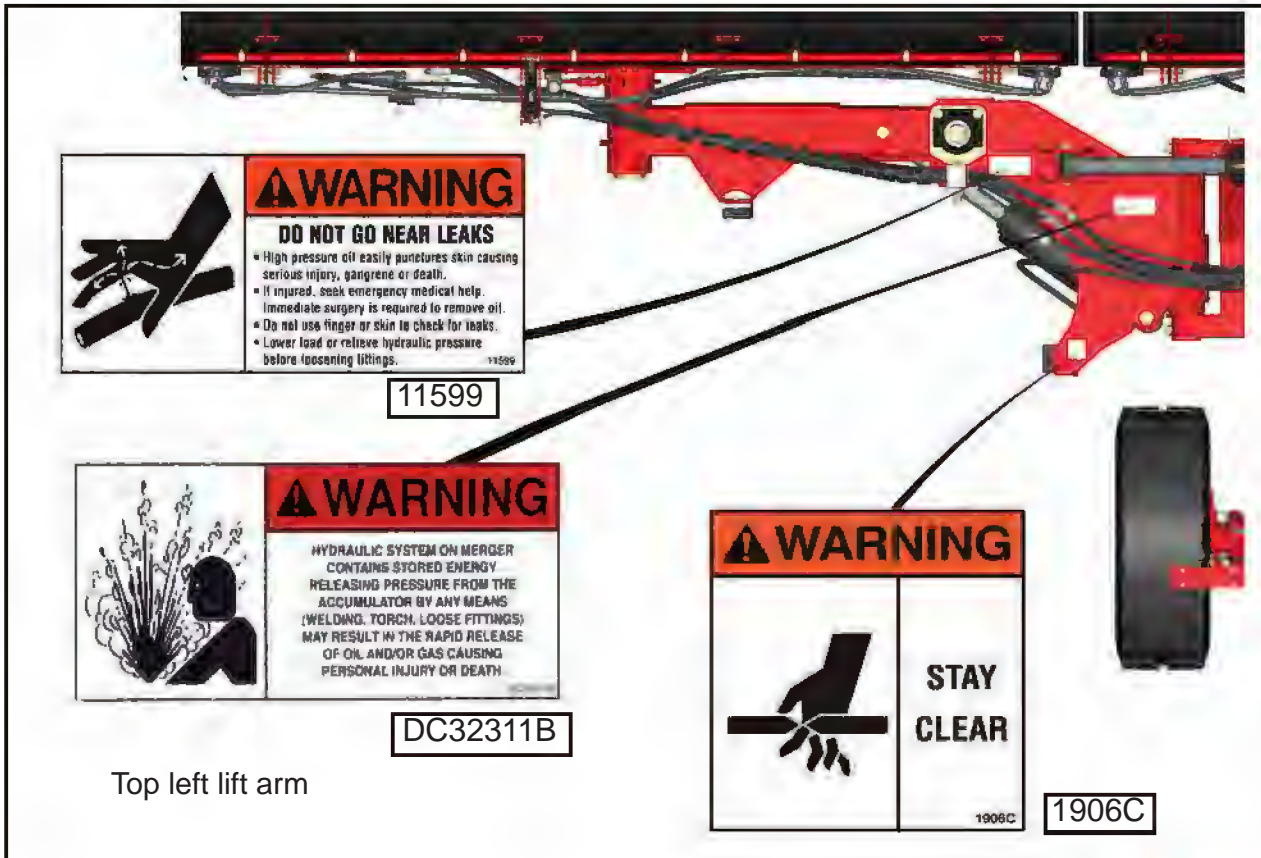 WARNING
DO NOT GO NEAR LEAKS
• High pressure oil easily punctures skin causing
serious injury, gangrene or death.
• If injured, seek emergency medical help.
Immediate surgery is required to remove oil.
• Do not use finger or skin to check for leaks.
• Lower load or relieve hydraulic pressure
before loosening fittings.
11599
11599
WARNING
HYDRAULIC SYSTEM ON MERGER
CONTAINS STORED ENERGY
RELEASING PRESSURE FROM THE
ACCUMULATOR BY ANY MEANS
(WELDING, TORCH, LOOSE FITTINGS)
MAY RESULT IN THE RAPID RELEASE
OF OIL AND/OR GAS CAUSING
PERSONAL INJURY OR DEATH
DC32311B
Top left lift arm
WARNING
STAY
CLEAR
1906C
1906C